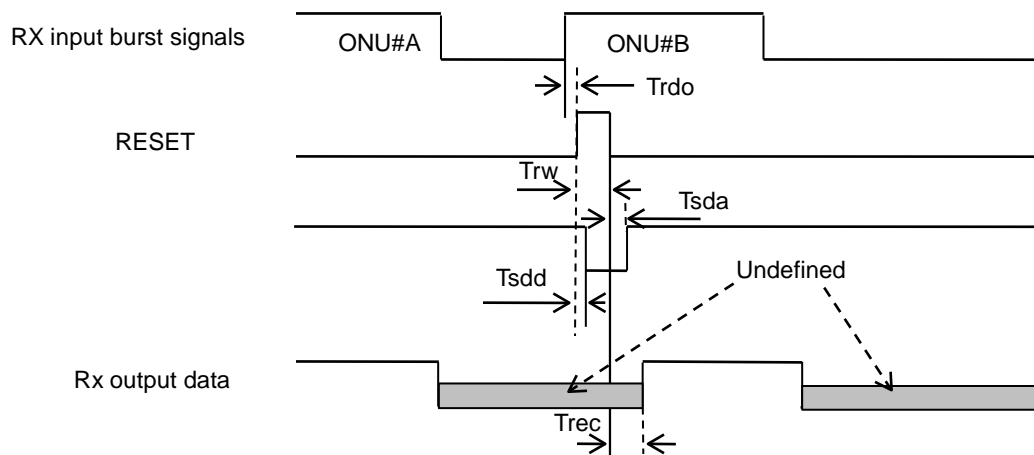 RX input burst signals
ONU#A
ONU#B
Trdo
RESET
Trw
Tsda
Tsdd
Undefined
Rx output data
Trec